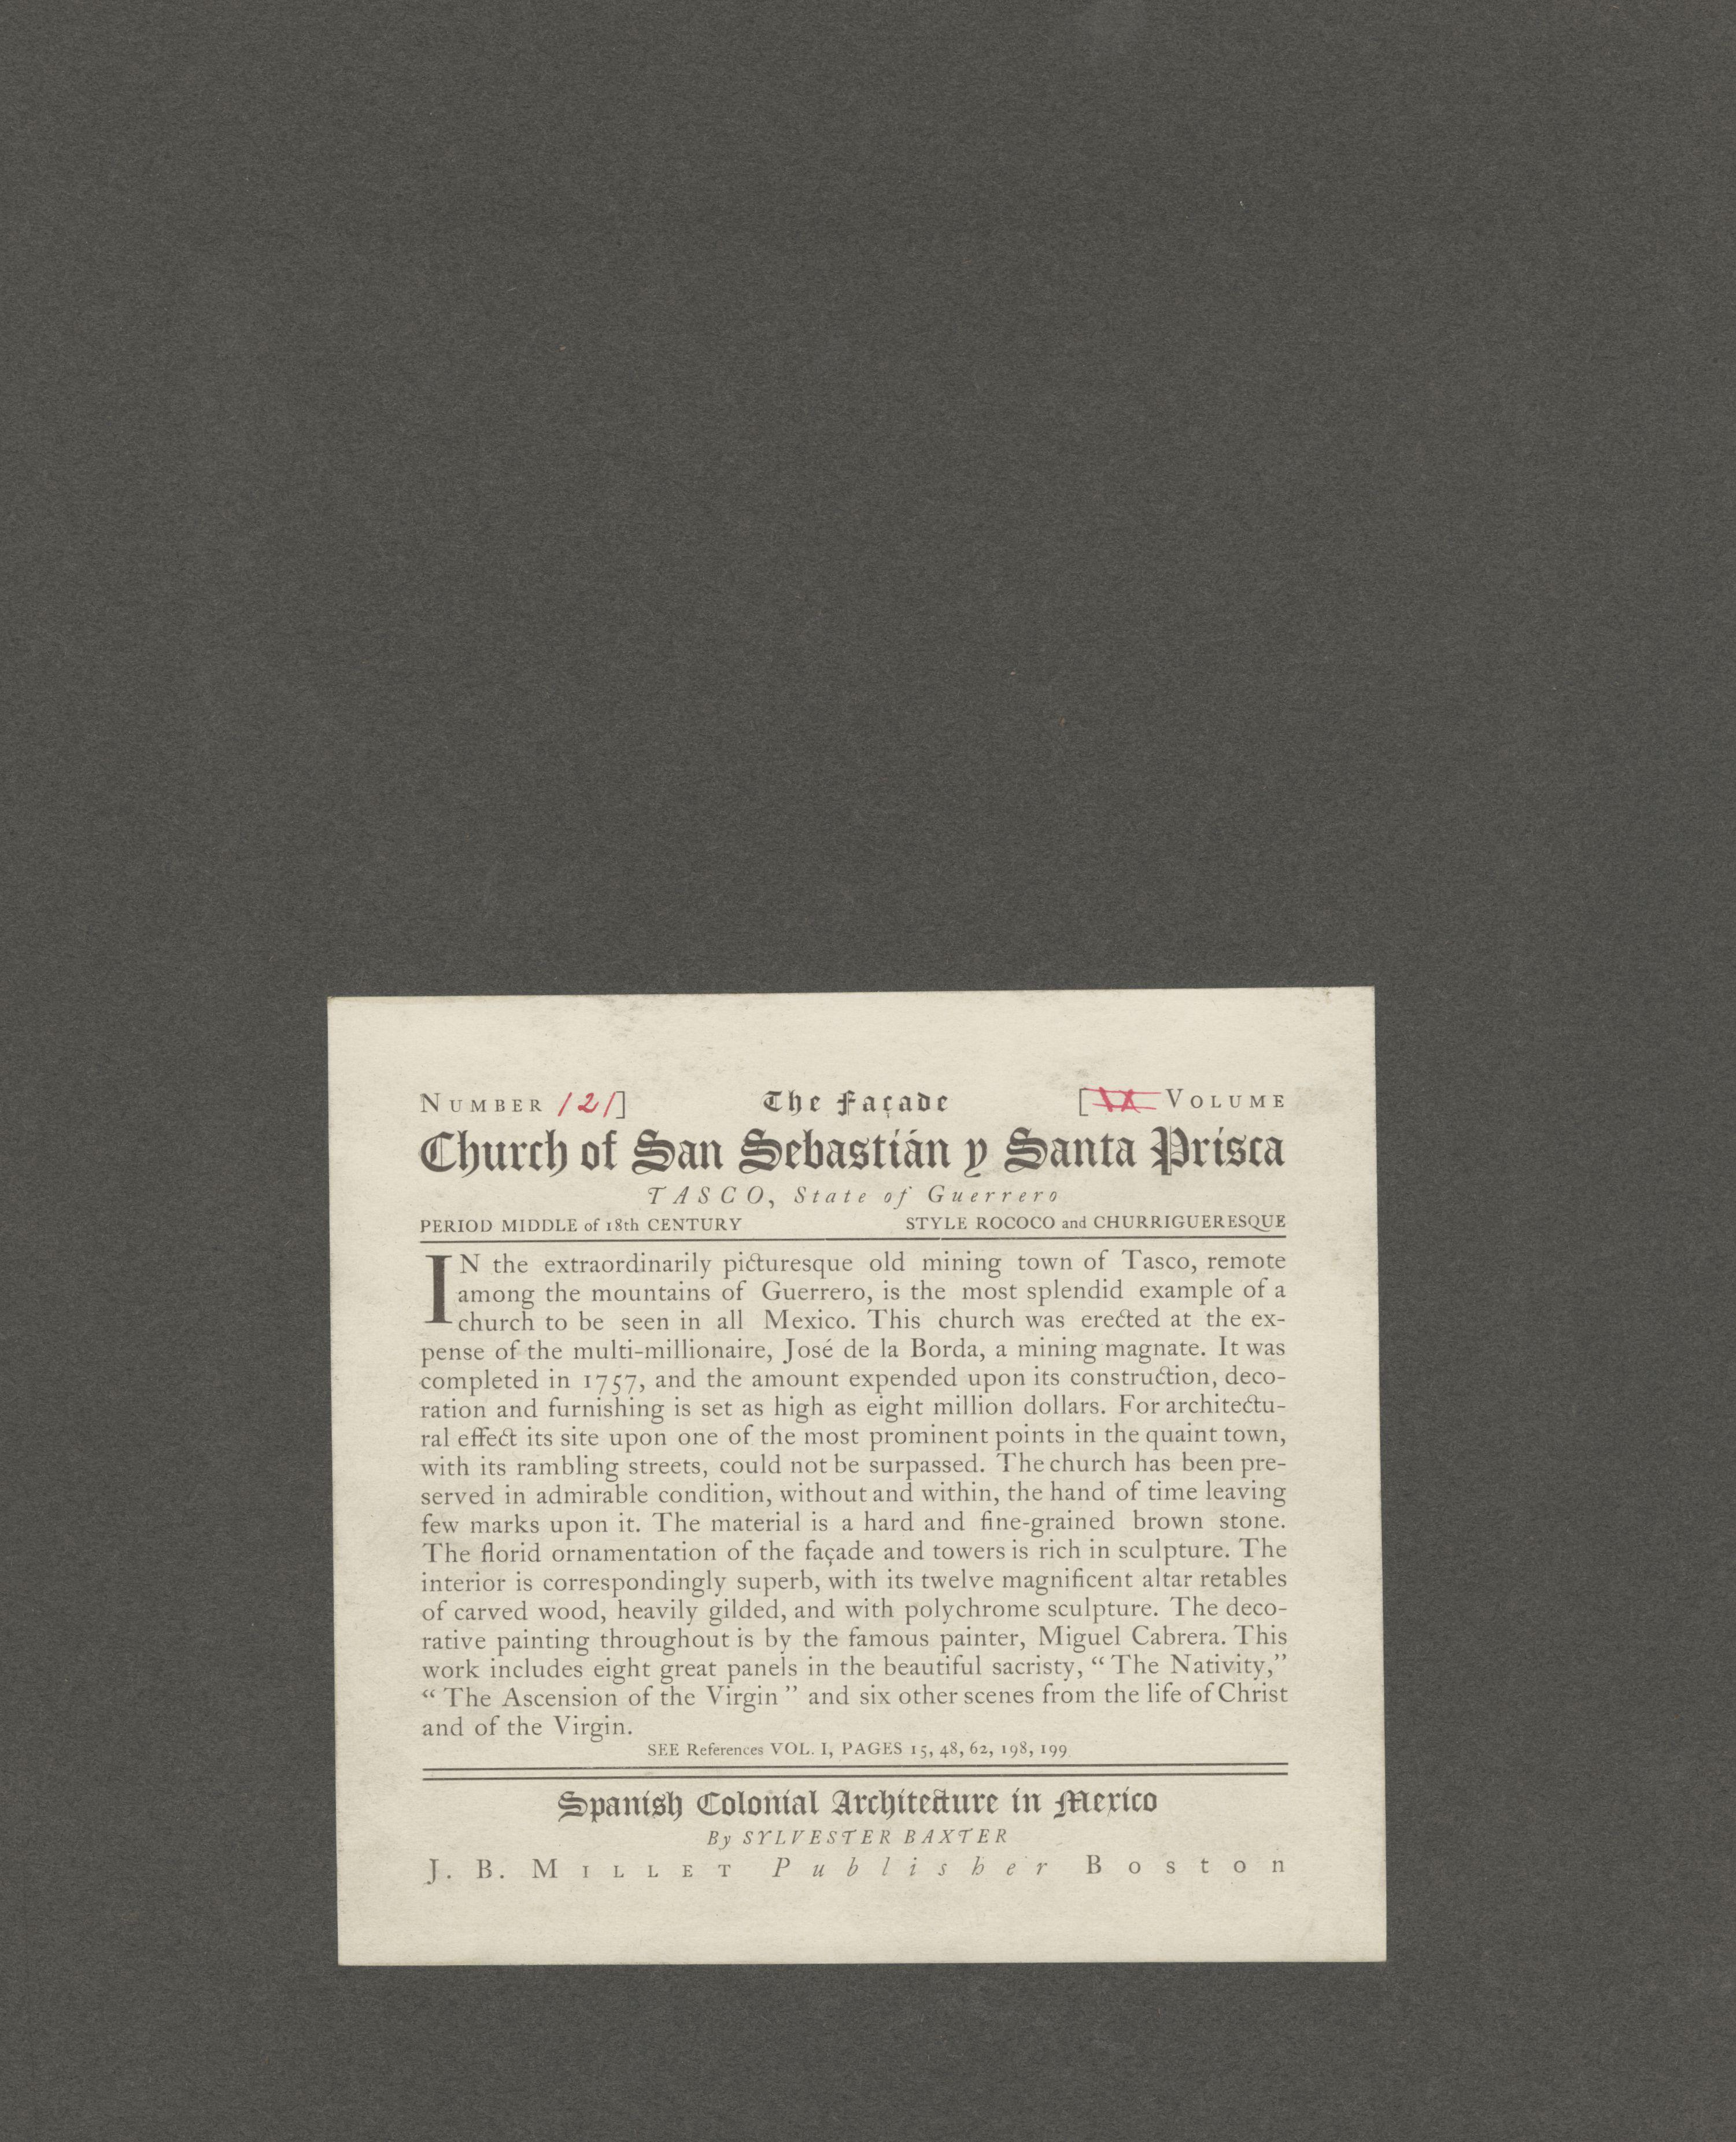 NUMBER 121] The Façade [ VOLUME
Church of San Sebastián y Santa Prisca
TASCO, State of Guerrero
PERIOD MIDDLE of 18th CENTURY STYLE ROCOCO and CHURRIGUERESQUE
IN the extraordinarily picturesque old mining town of Tasco, remote
among the mountains of Guerrero, is the most splendid example of a
church to be seen in all Mexico. This church was erected at the ex-
pense of the multi-millionaire, José de la Borda, a mining magnate. It was
completed in 1757, and the amount expended upon its construction, deco-
ration and furnishing is set as high as eight million dollars. For architectu-
ral effect its site upon one of the most prominent points in the quaint town,
with its rambling streets, could not be surpassed. The church has been pre-
served in admirable condition, without and within, the hand of time leaving
few marks upon it. The material is a hard and fine-grained brown stone.
The florid ornamentation of the façade and towers is rich in sculpture. The
interior is correspondingly superb, with its twelve magnificent altar retables
of carved wood, heavily gilded, and with polychrome sculpture. The deco-
rative painting throughout is by the famous painter, Miguel Cabrera. This
work includes eight great panels in the beautiful sacristy, “ The Nativity,”
“ The Ascension of the Virgin ” and six other scenes from the life of Christ
and of the Virgin.
SEE References VOL. I, PAGES 15, 48, 62, 198, 199
Spanish Colonial Architecture in Mexico
By SYLVESTER BAXTER
J. B. MILLET Publisher Boston